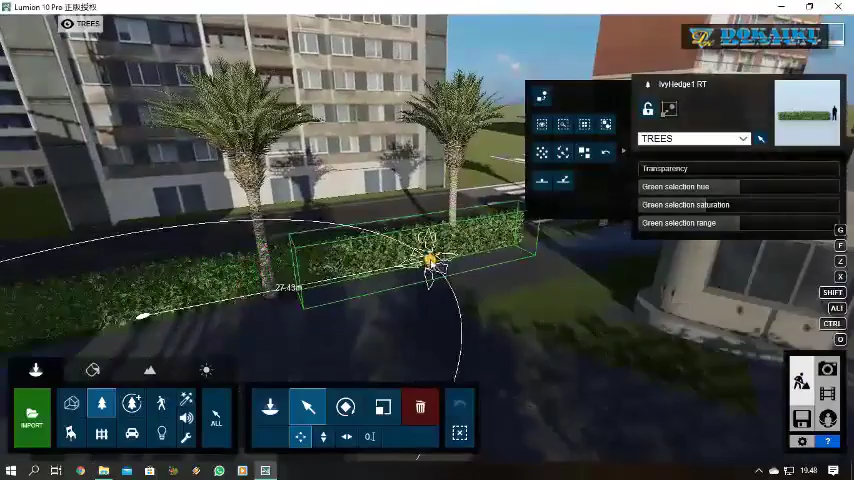 Lumion 10 Pro 正版授权
TREES
DOKAIKU
DESIGN
IvyHedge1 RT
TREES
Transparency
Green selection hue
Green selection saturation
Green selection range
G
F
Z
X
SHIFT
ALT
CTRL
O
27.43m
IMPORT
ALL
?
19.48